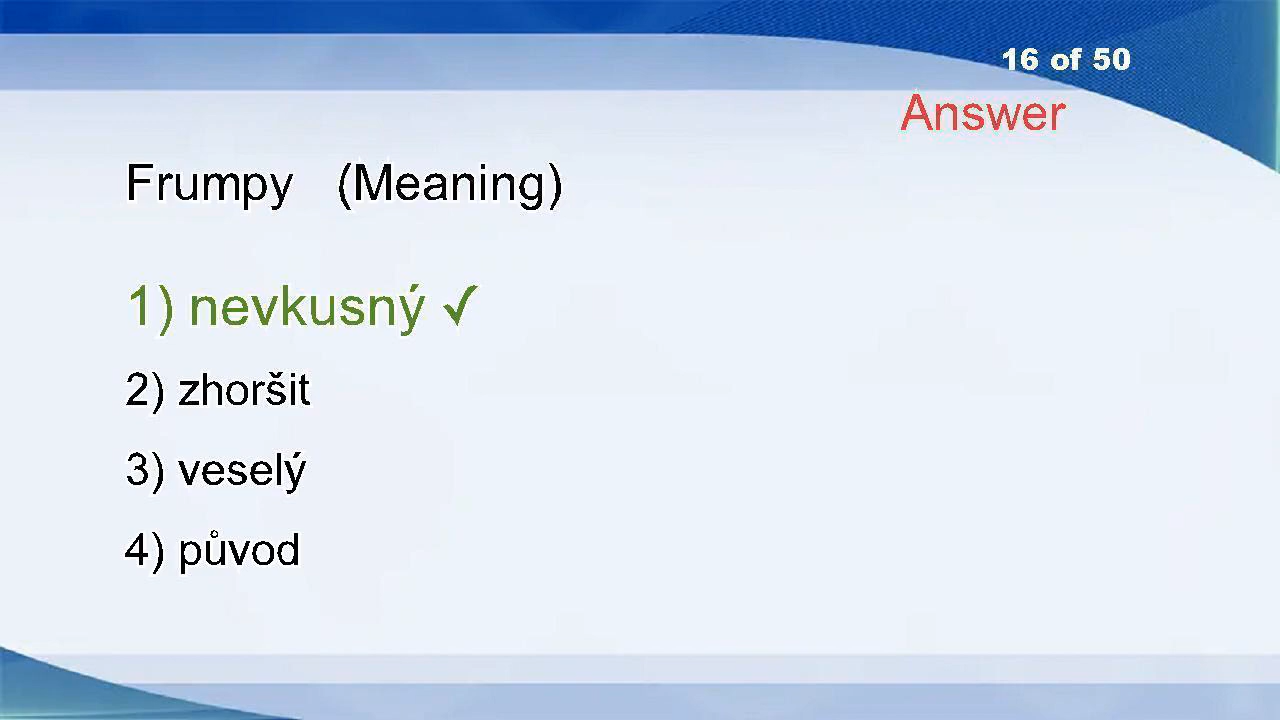 16 of 50
Answer
Frumpy (Meaning)
1) nevkusný ✓
2) zhoršit
3) veselý
4) původ